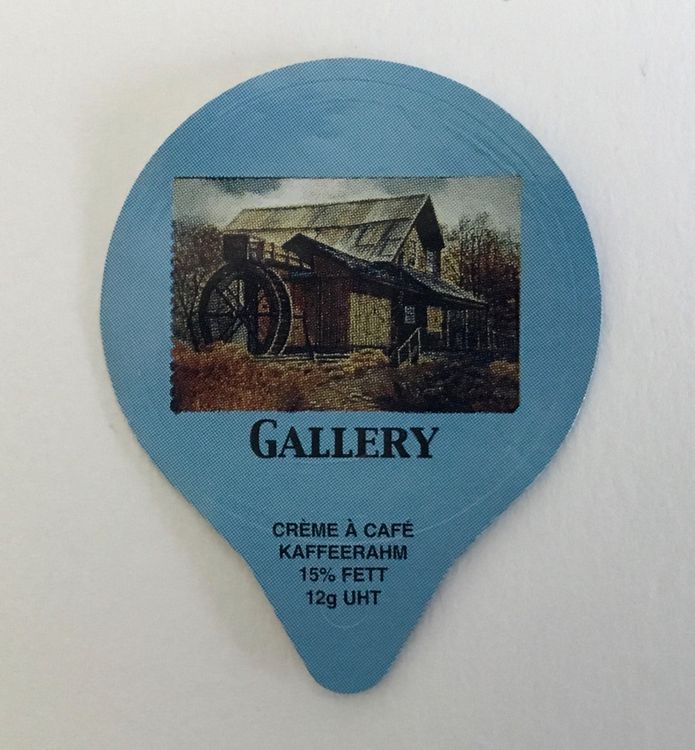 GALLERY
CRÈME À CAFÉ
KAFFEERAHM
15% FETT
12g UHT